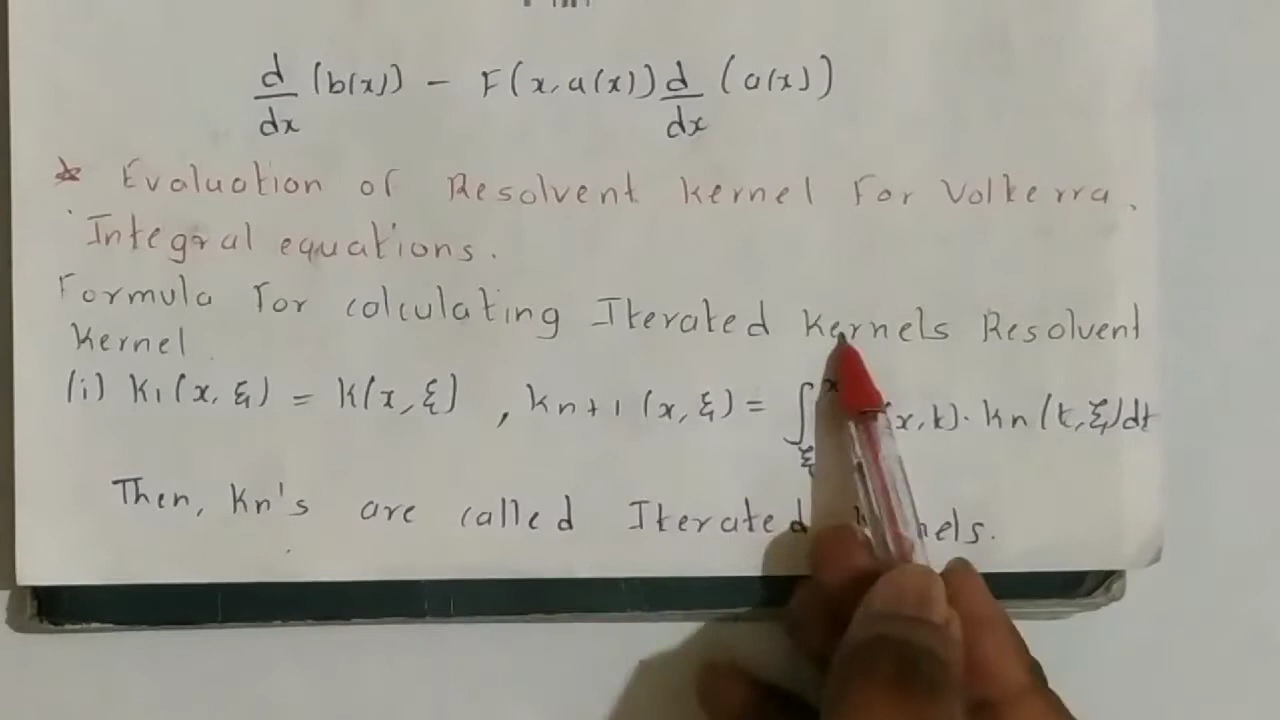 d/dx (b(x)) - F(x, a(x)) d/dx (a(x))
* Evaluation of Resolvent Kernel For Volterra.
Integral equations.
Formula For calculating Iterated Kernels Resolvent
Kernel.
(i) K1(x, ξ) = K(x, ξ) , Kn+1(x, ξ) = ∫ξ^x (x, t). Kn(t, ξ)dt
Then, Kn's are called Iterated